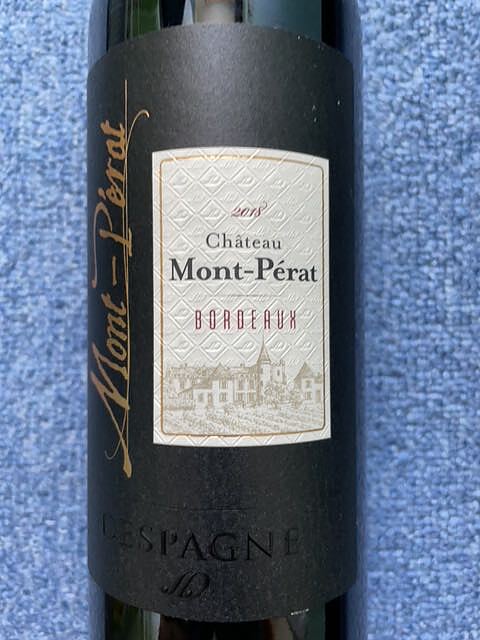 Mont-Pérat
2018
Château
Mont-Pérat
BORDEAUX
DESPAGNE